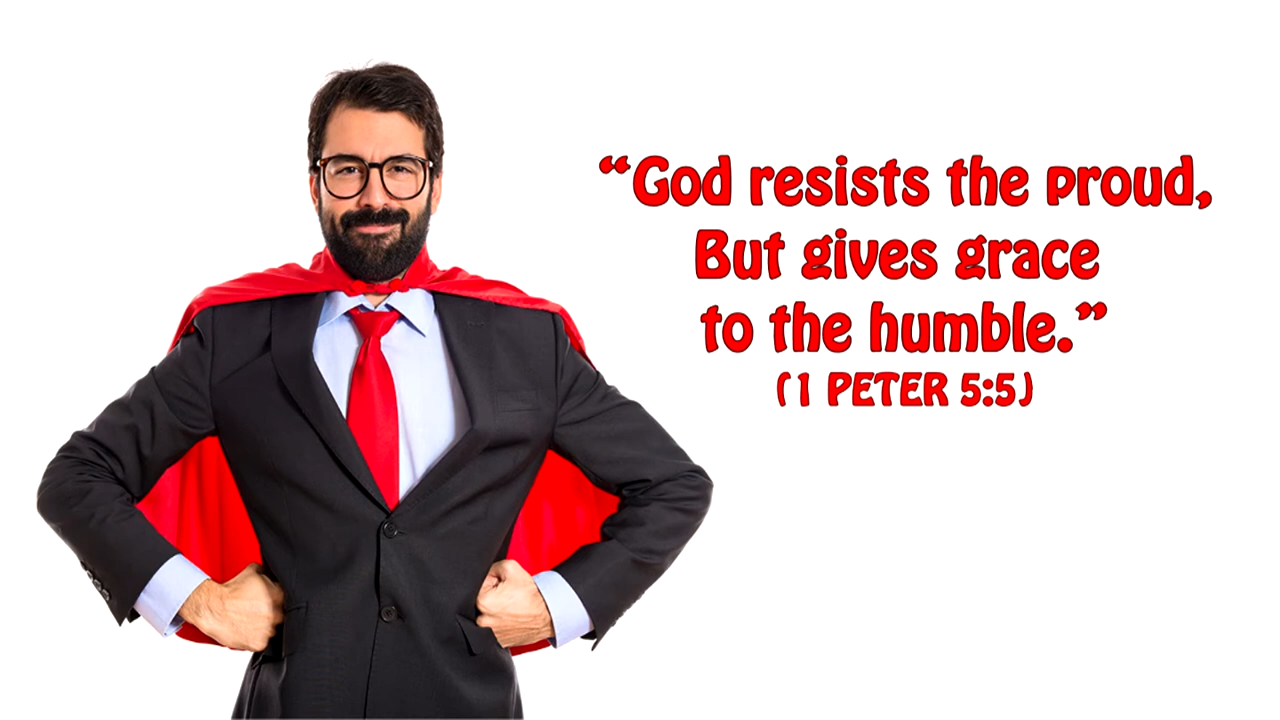 “God resists the proud,
But gives grace
to the humble.”
(1 PETER 5:5)